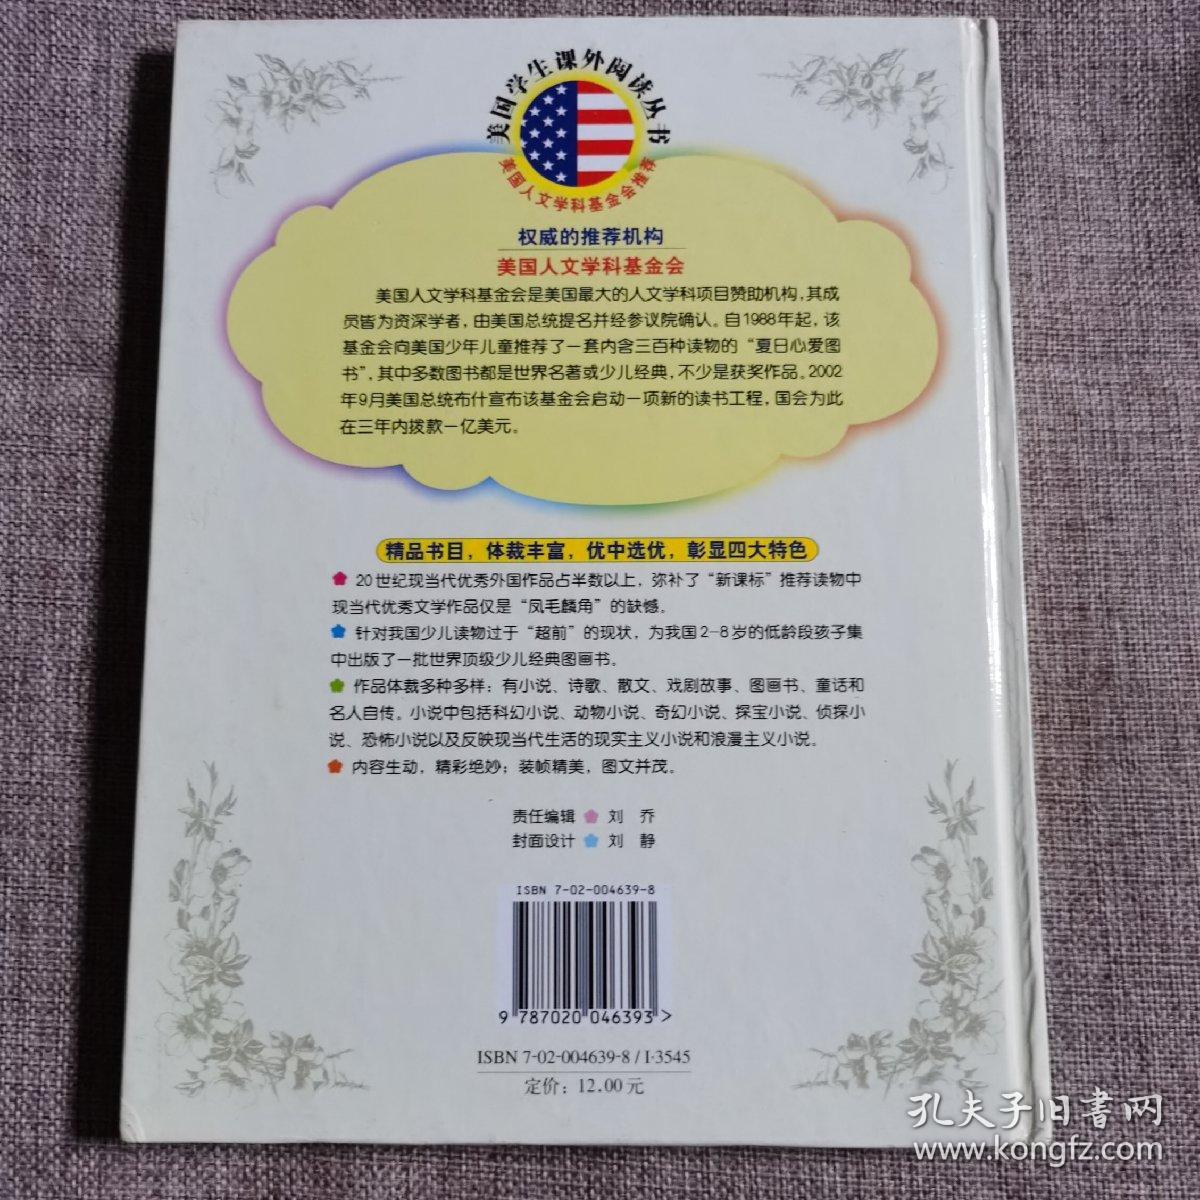 美国学生课外阅读丛书
美国人文学科基金会推荐
权威的推荐机构
美国人文学科基金会
美国人文学科基金会是美国最大的人文学科项目赞助机构，其成
员皆为资深学者，由美国总统提名并经参议院确认。自1988年起，该
基金会向美国少年儿童推荐了一套内含三百种读物的“夏日心爱图
书”，其中多数图书都是世界名著或少儿经典，不少是获奖作品。2002
年9月美国总统布什宣布该基金会启动一项新的读书工程，国会为此
在三年内拨款一亿美元。
精品书目，体裁丰富，优中选优，彰显四大特色
20世纪现当代优秀外国作品占半数以上，弥补了“新课标”推荐读物中
现当代优秀文学作品仅是“凤毛麟角”的缺憾。
针对我国少儿读物过于“超前”的现状，为我国2-8岁的低龄段孩子集
中出版了一批世界顶级少儿经典图画书。
作品体裁多种多样：有小说、诗歌、散文、戏剧故事、图画书、童话和
名人自传。小说中包括科幻小说、动物小说、奇幻小说、探宝小说、侦探小
说、恐怖小说以及反映现当代生活的现实主义小说和浪漫主义小说。
内容生动，精彩绝妙；装帧精美，图文并茂。
责任编辑 刘 乔
封面设计 刘 静
ISBN 7-02-004639-8
9 787020 046393 >
ISBN 7-02-004639-8 / I·3545
定价：12.00元
孔夫子旧书网
www.kongfz.com